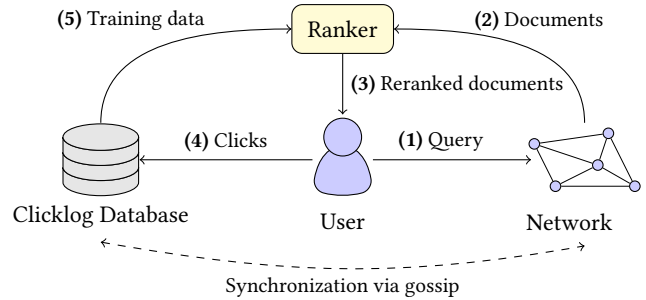 (5) Training data
Ranker
(2) Documents
(3) Reranked documents
(4) Clicks
(1) Query
Clicklog Database
User
Network
Synchronization via gossip